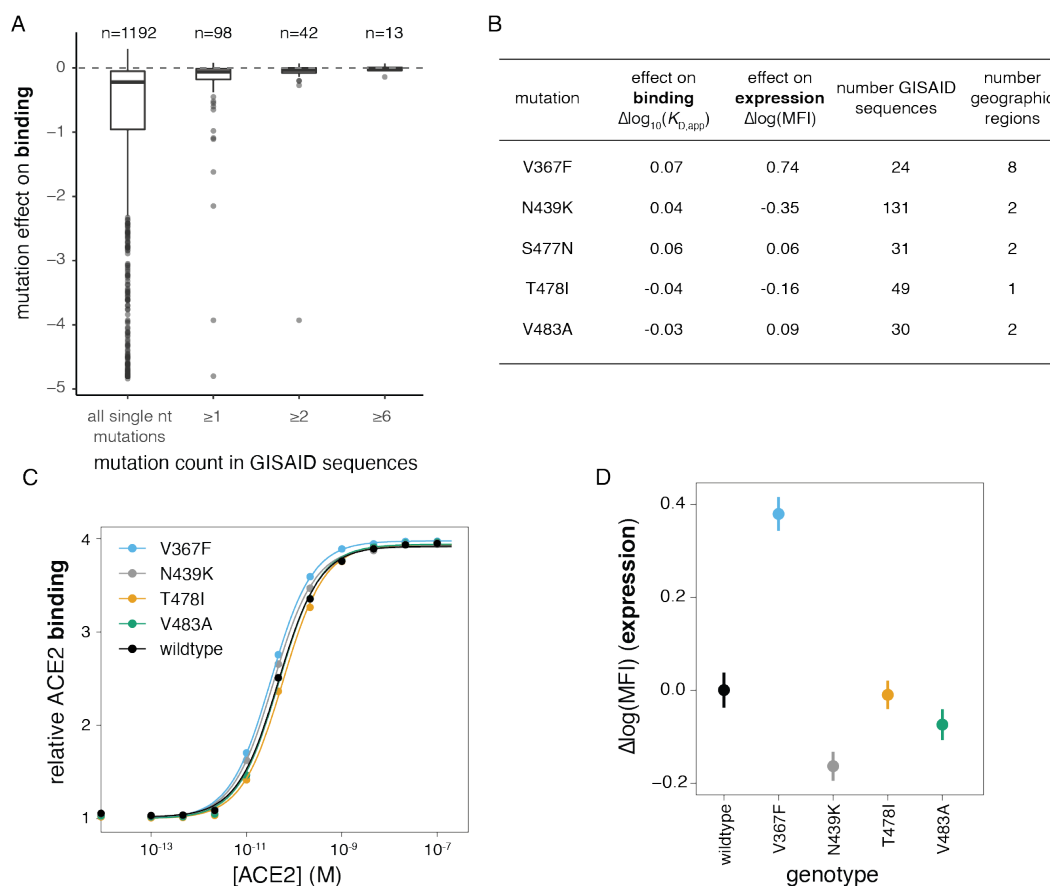 A
n=1192 n=98 n=42 n=13
0
−1
−2
−3
−4
−5
mutation effect on binding
all single nt
mutations
≥1 ≥2 ≥6
mutation count in GISAID sequences
B
mutation
effect on
binding
Δlog10(KD,app)
effect on
expression
Δlog(MFI)
number GISAID
sequences
number
geographic
regions
V367F 0.07 0.74 24 8
N439K 0.04 -0.35 131 2
S477N 0.06 0.06 31 2
T478I -0.04 -0.16 49 1
V483A -0.03 0.09 30 2
C
relative ACE2 binding
4
3
2
1
V367F
N439K
T478I
V483A
wildtype
10-13 10-11 10-9 10-7
[ACE2] (M)
D
Δlog(MFI) (expression)
0.4
0.2
0.0
−0.2
wildtype
V367F
N439K
T478I
V483A
genotype